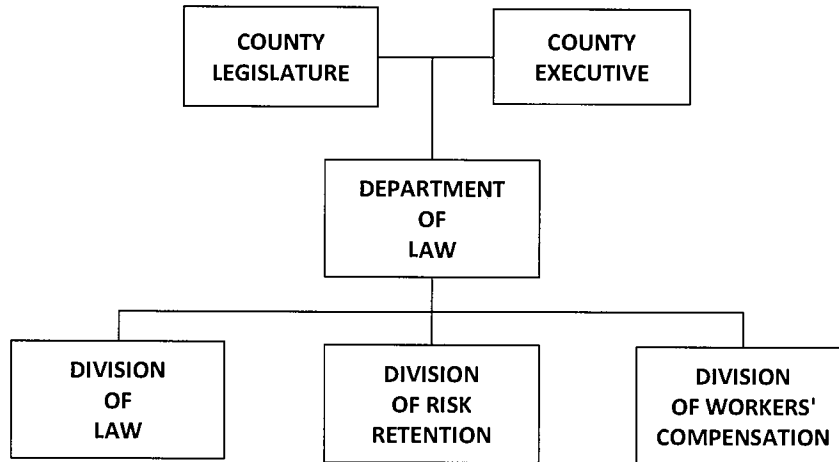 COUNTY
LEGISLATURE
COUNTY
EXECUTIVE
DEPARTMENT
OF
LAW
DIVISION
OF
LAW
DIVISION
OF RISK
RETENTION
DIVISION
OF WORKERS'
COMPENSATION